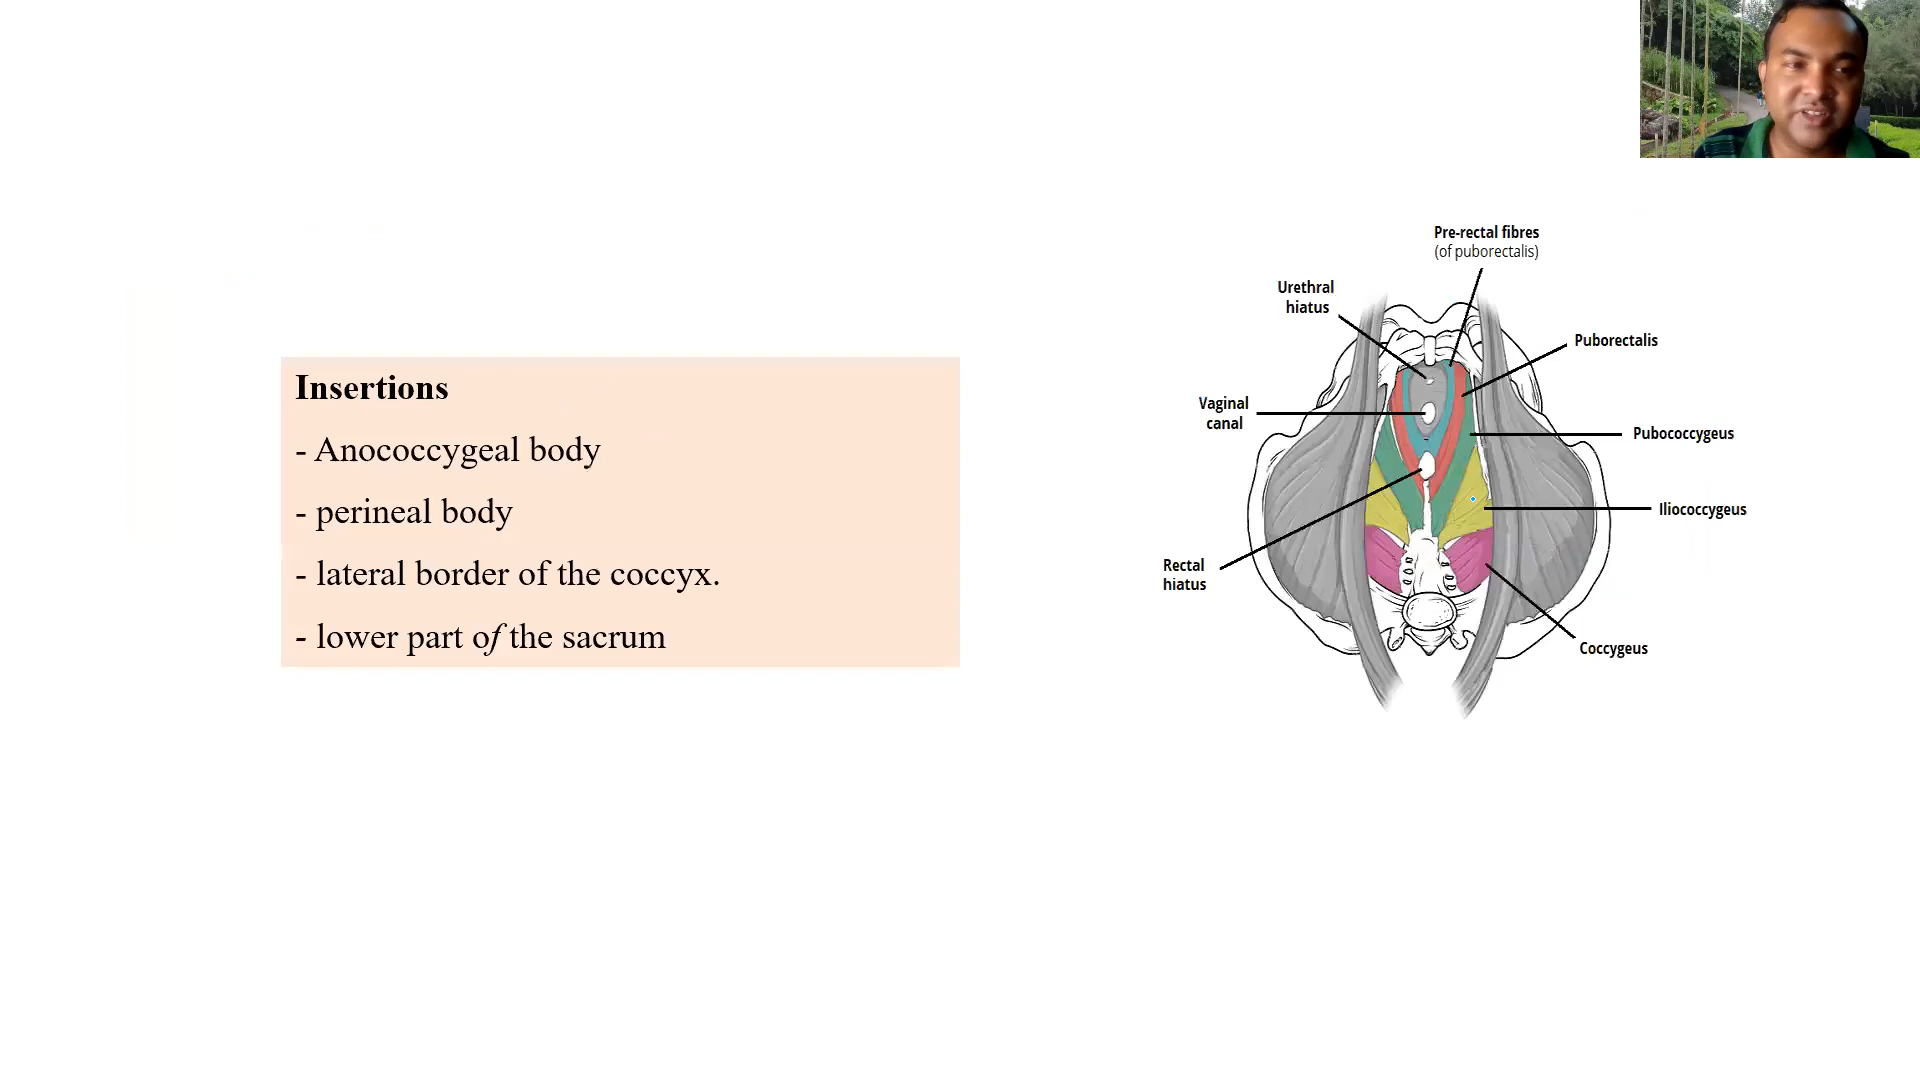 Insertions
- Anococcygeal body
- perineal body
- lateral border of the coccyx.
- lower part of the sacrum
Pre-rectal fibres
(of puborectalis)
Urethral
hiatus
Puborectalis
Vaginal
canal
Pubococcygeus
Iliococcygeus
Rectal
hiatus
Coccygeus